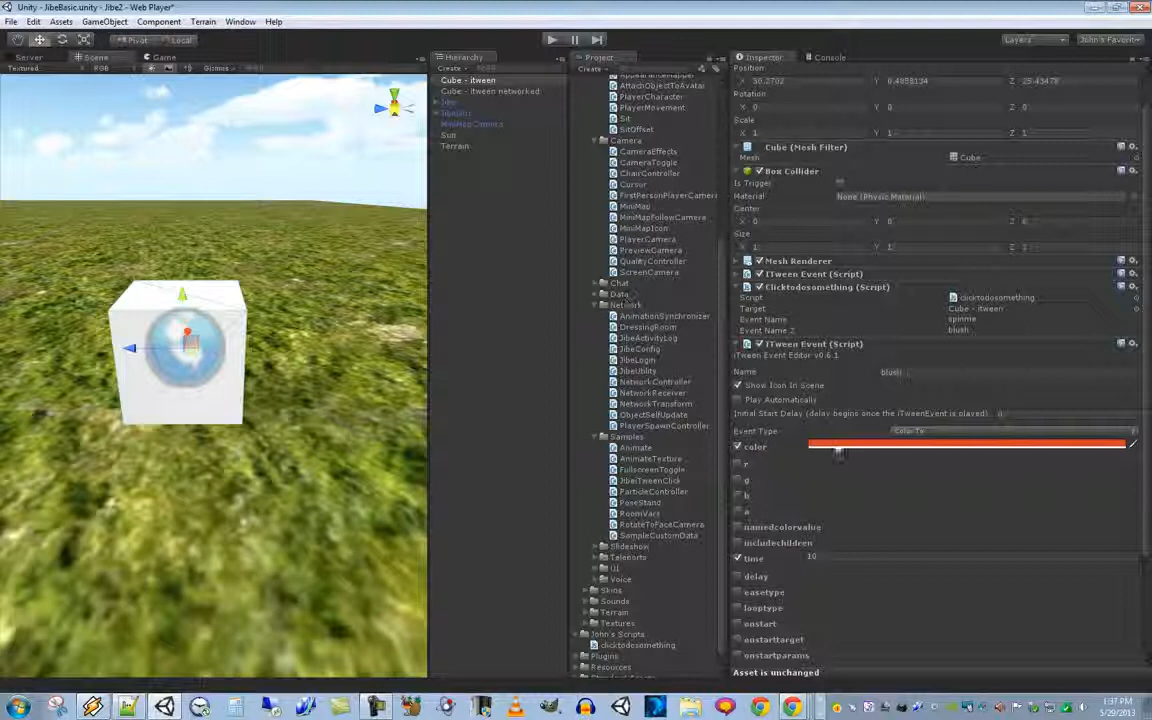 Unity - JibeBasic.unity - Jibe2 - Web Player*
File Edit Assets GameObject Component Terrain Window Help
Pivot Local Layers John's Favorit
Server Scene Game Hierarchy Project Inspector Console
Textured RGB Gizmos Create Create
Position
X 30.2702 Y 0.4858134 Z -25.43478
Rotation
X 0 Y 0 Z 0
Scale
X 1 Y 1 Z 1
Cube (Mesh Filter)
Mesh Cube
Box Collider
Is Trigger
Material None (Physic Material)
Center
X 0 Y 0 Z 0
Size
X 1 Y 1 Z 1
Mesh Renderer
ITween Event (Script)
Clicktodosomething (Script)
Script clicktodosomething
Target Cube - itween
Event Name spinme
Event Name 2 blush
ITween Event (Script)
iTween Event Editor v0.6.1
Name blush
Show Icon In Scene
Play Automatically
Initial Start Delay (delay begins once the iTweenEvent is played) 0
Event Type Color To
color
r
g
b
a
namedcolorvalue
includechildren
time 10
delay
easetype
looptype
onstart
onstarttarget
onstartparams
Asset is unchanged
Cube - itween
Cube - itween networked
Jibe
MiniMapCamera
Sun
Terrain
AppearanceMapper
AttachObjectToAvatar
PlayerCharacter
PlayerMovement
Sit
SitOffset
Camera
CameraEffects
CameraToggle
ChairController
Cursor
FirstPersonPlayerCamera
MiniMap
MiniMapFollowCamera
MiniMapIcon
PlayerCamera
PreviewCamera
QualityController
ScreenCamera
Chat
Data
Network
AnimationSynchronizer
DressingRoom
JibeActivityLog
JibeConfig
JibeLogin
JibeUtility
NetworkController
NetworkReceiver
NetworkTransform
ObjectSelfUpdate
PlayerSpawnController
Samples
Animate
AnimateTexture
FullscreenToggle
JibeiTweenClick
ParticleController
PoseStand
RoomVars
RotateToFaceCamera
SampleCustomData
Slideshow
Teleports
UI
Voice
Skins
Sounds
Terrain
Textures
John's Scripts
clicktodosomething
Plugins
Resources
1:37 PM
5/29/2013